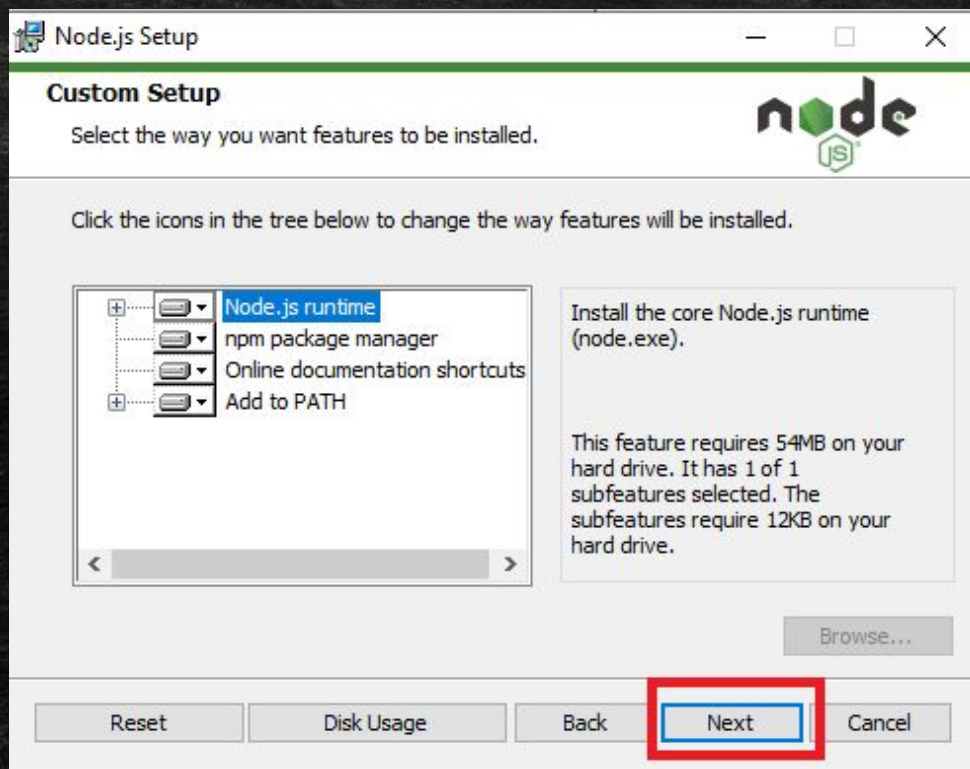 Node.js Setup
Custom Setup
Select the way you want features to be installed.
node
JS
Click the icons in the tree below to change the way features will be installed.
Node.js runtime
npm package manager
Online documentation shortcuts
Add to PATH
Install the core Node.js runtime
(node.exe).
This feature requires 54MB on your
hard drive. It has 1 of 1
subfeatures selected. The
subfeatures require 12KB on your
hard drive.
Browse...
Reset Disk Usage Back Next Cancel